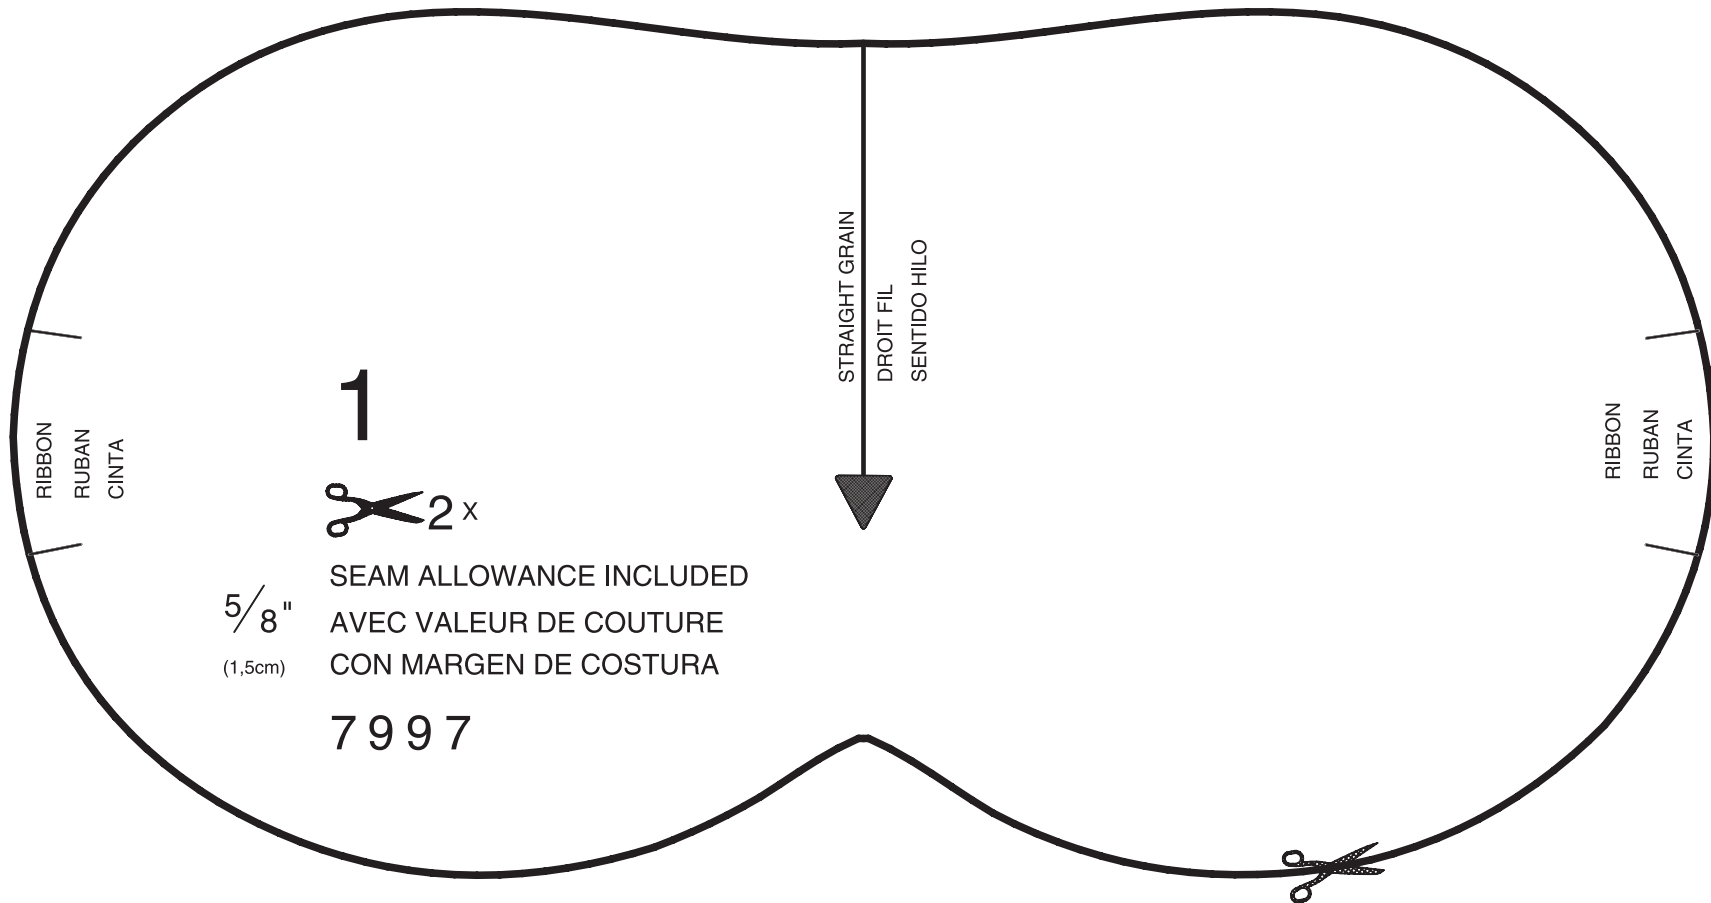 STRAIGHT GRAIN
DROIT FIL
SENTIDO HILO
RIBBON
RUBAN
CINTA
1
2 x
5/8"
(1,5cm)
SEAM ALLOWANCE INCLUDED
AVEC VALEUR DE COUTURE
CON MARGEN DE COSTURA
7997
RIBBON
RUBAN
CINTA